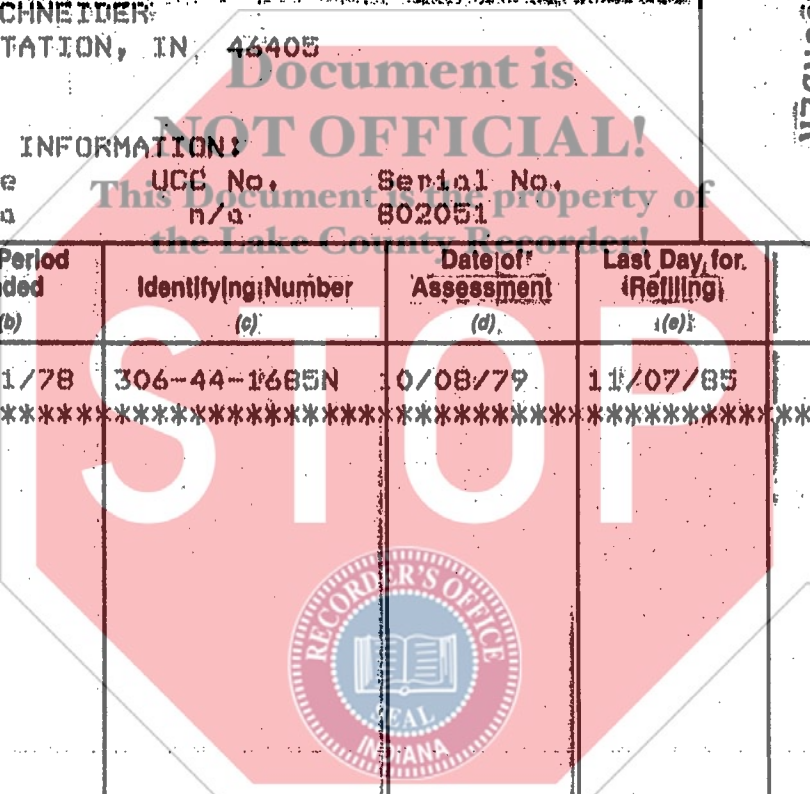 CHNEIDER
TATION, IN 46405
Document is
NOT OFFICIAL!
INFORMATION:
e UCC No. Serial No.
This Document is the property of
a n/a 802051
the Lake County Recorder!
Period
ded
(b)
Identifying Number
(c)
Date of
Assessment
(d)
Last Day for
Refiling
(e)
1/78 306-44-1685N 0/08/79 11/07/85
STOP
RECORDER'S OFFICE
SEAL
INDIANA